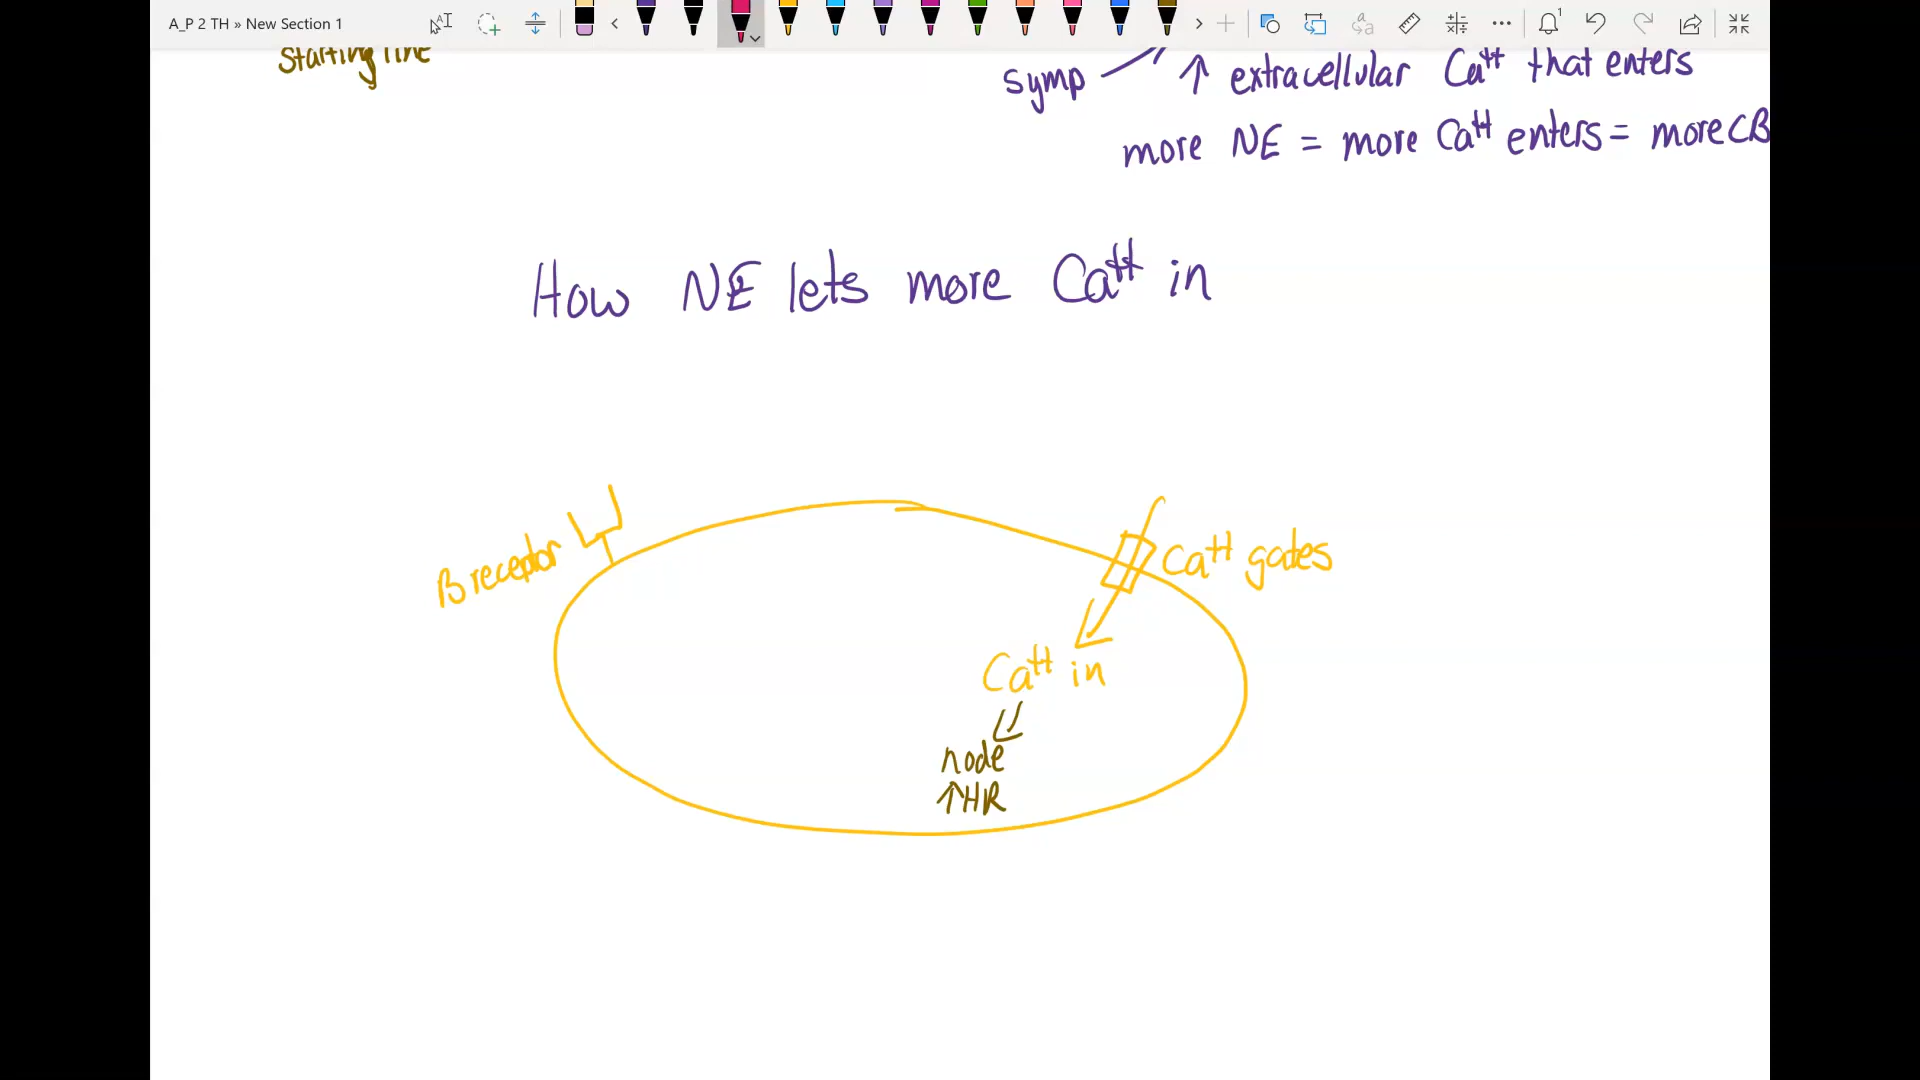 A_P 2 TH » New Section 1
starting line
symp ↑ extracellular Ca++ that enters
more NE = more Ca++ enters = more CB
How NE lets more Ca++ in
B receptor
Ca++ gates
Ca++ in
node
↑HR